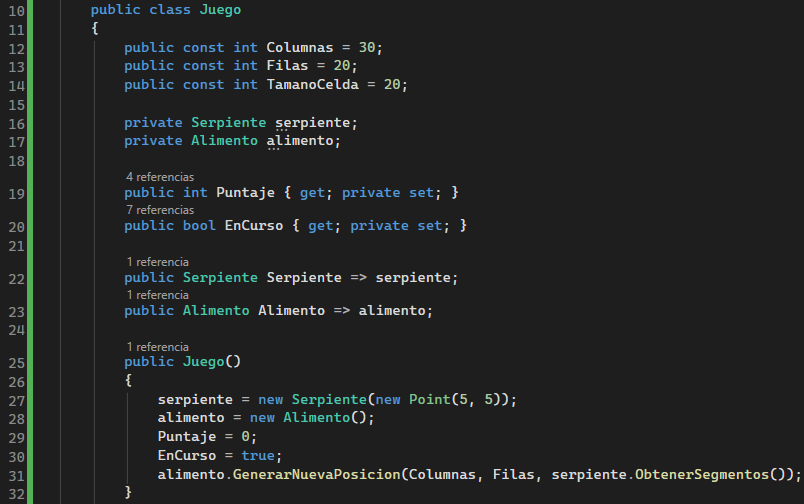 10 public class Juego
11 {
12 public const int Columnas = 30;
13 public const int Filas = 20;
14 public const int TamanoCelda = 20;
15
16 private Serpiente serpiente;
17 private Alimento alimento;
18
4 referencias
19 public int Puntaje { get; private set; }
7 referencias
20 public bool EnCurso { get; private set; }
21
1 referencia
22 public Serpiente Serpiente => serpiente;
1 referencia
23 public Alimento Alimento => alimento;
24
1 referencia
25 public Juego()
26 {
27 serpiente = new Serpiente(new Point(5, 5));
28 alimento = new Alimento();
29 Puntaje = 0;
30 EnCurso = true;
31 alimento.GenerarNuevaPosicion(Columnas, Filas, serpiente.ObtenerSegmentos());
32 }